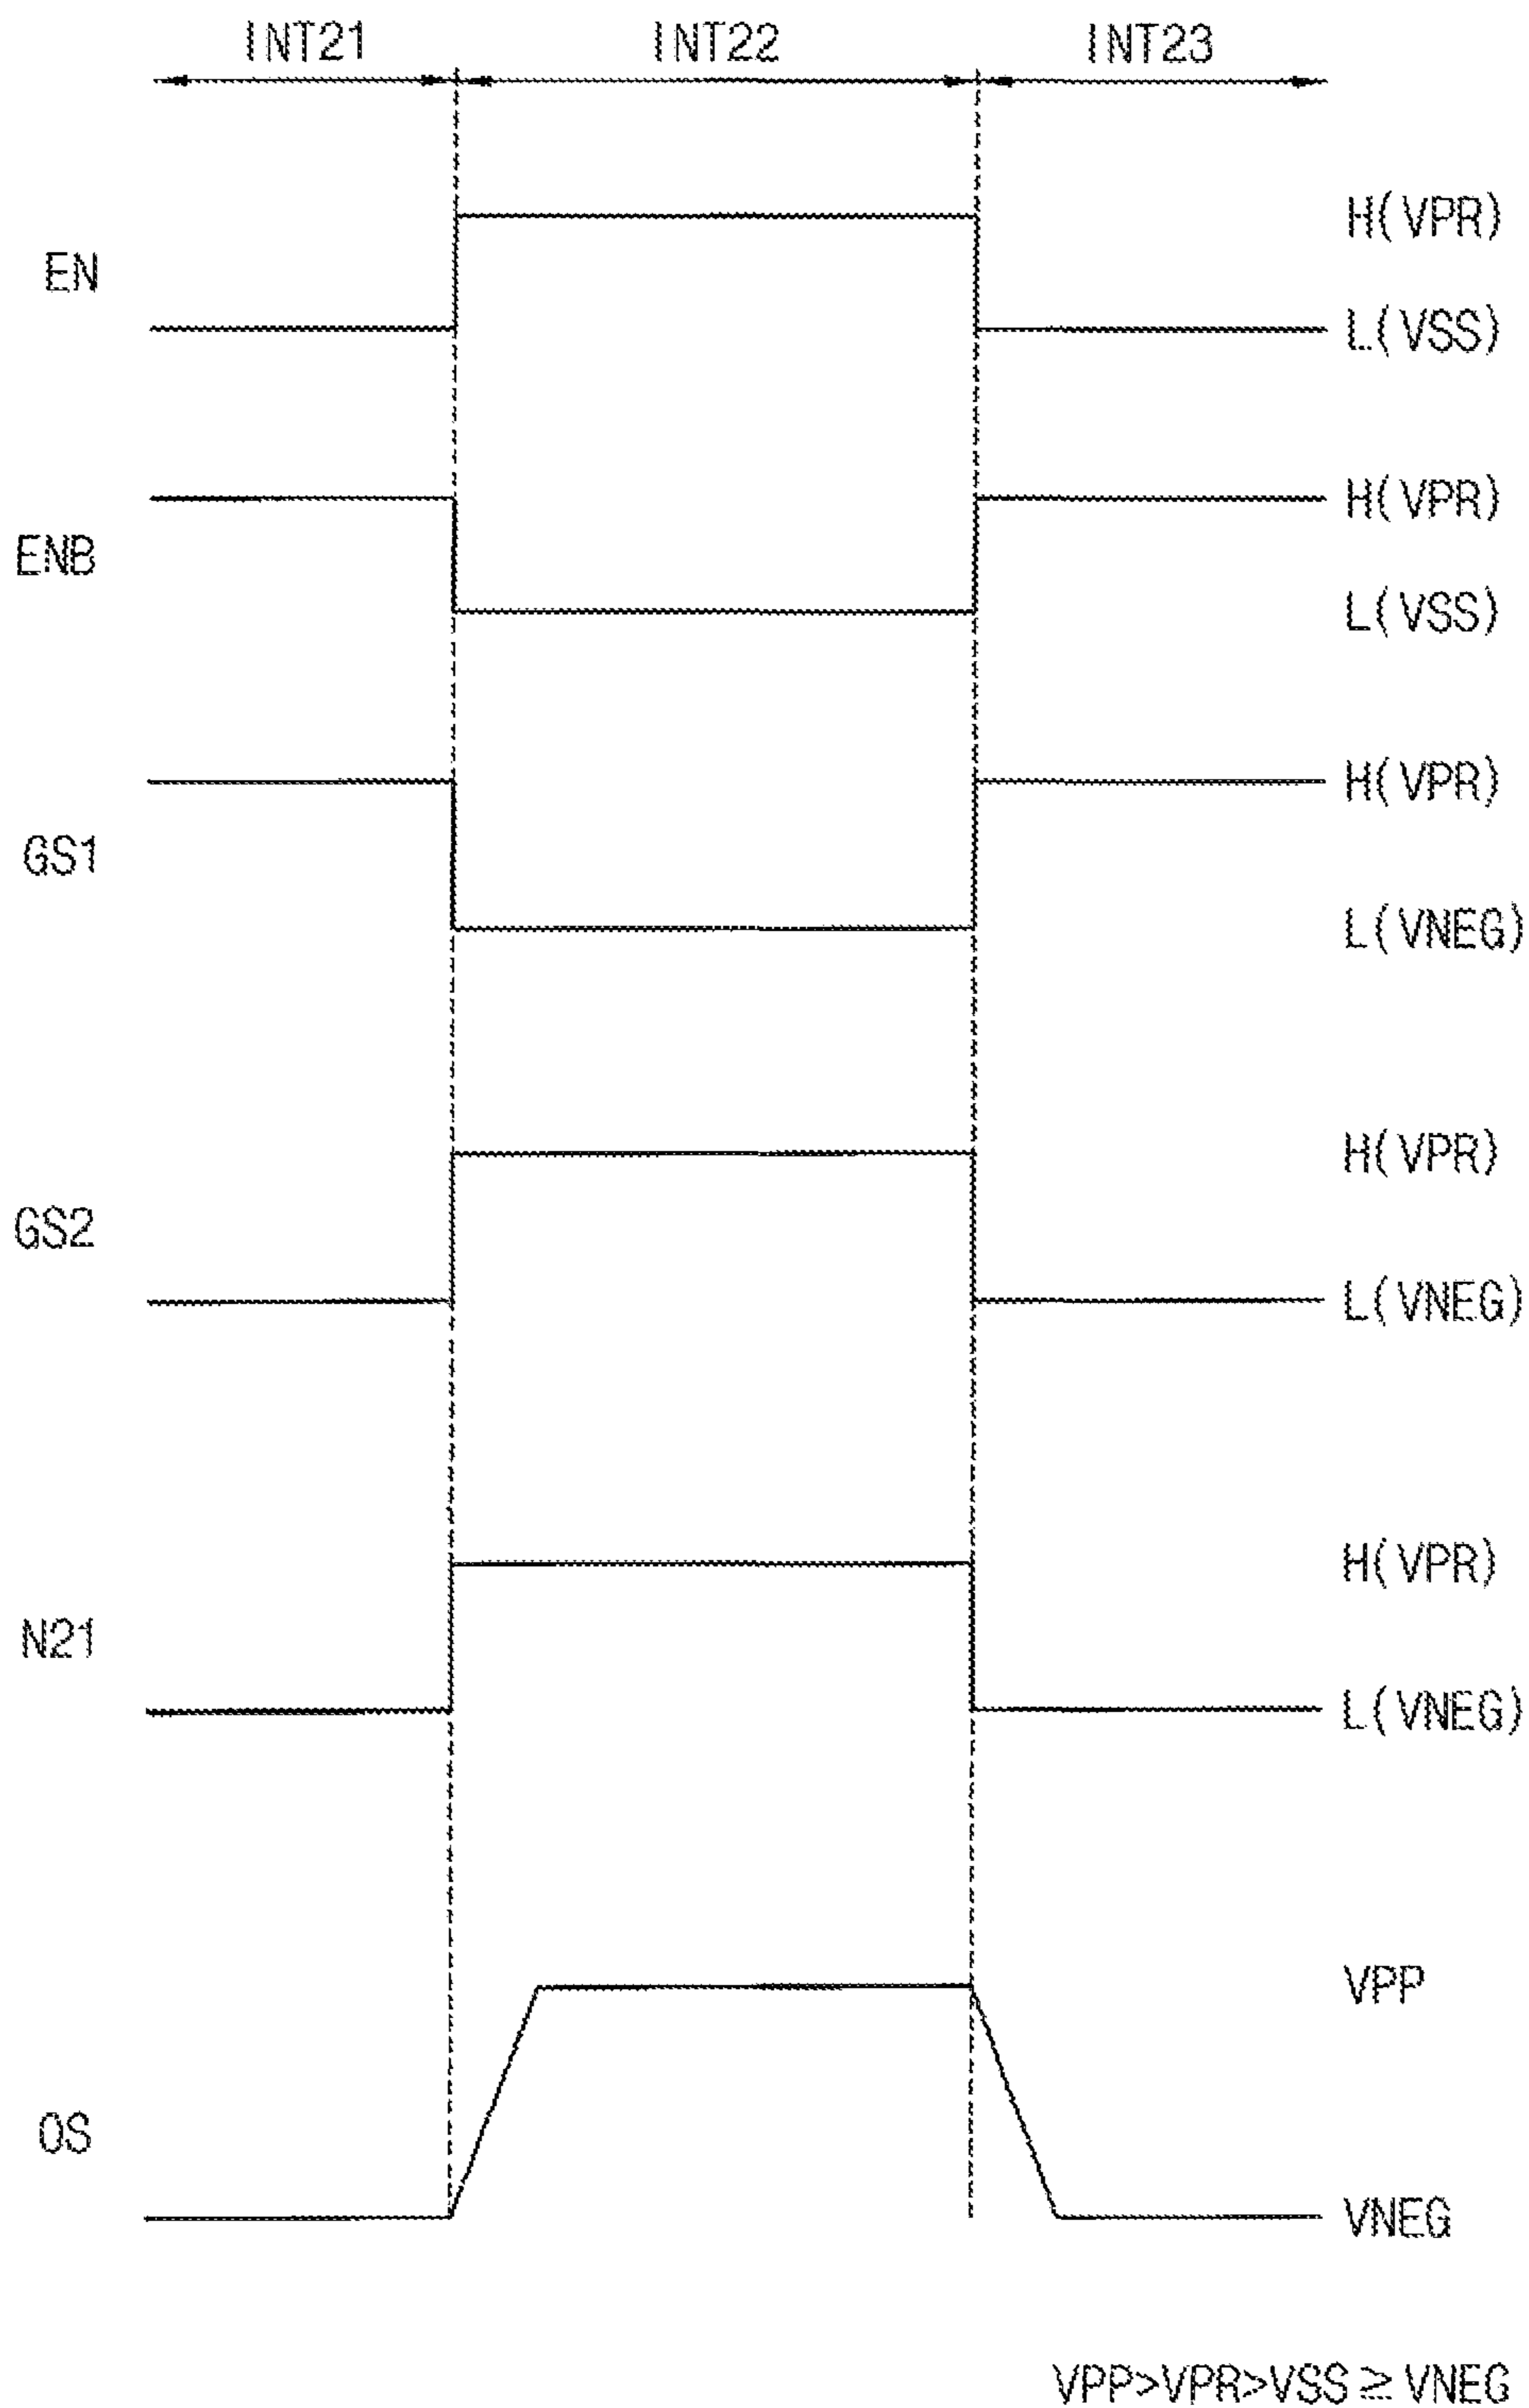 INT21 INT22 INT23
H(VPR)
EN
L(VSS)
H(VPR)
ENB
L(VSS)
H(VPR)
GS1
L(VNEG)
H(VPR)
GS2
L(VNEG)
H(VPR)
N21
L(VNEG)
VPP
OS
VNEG
VPP>VPR>VSS≥VNEG